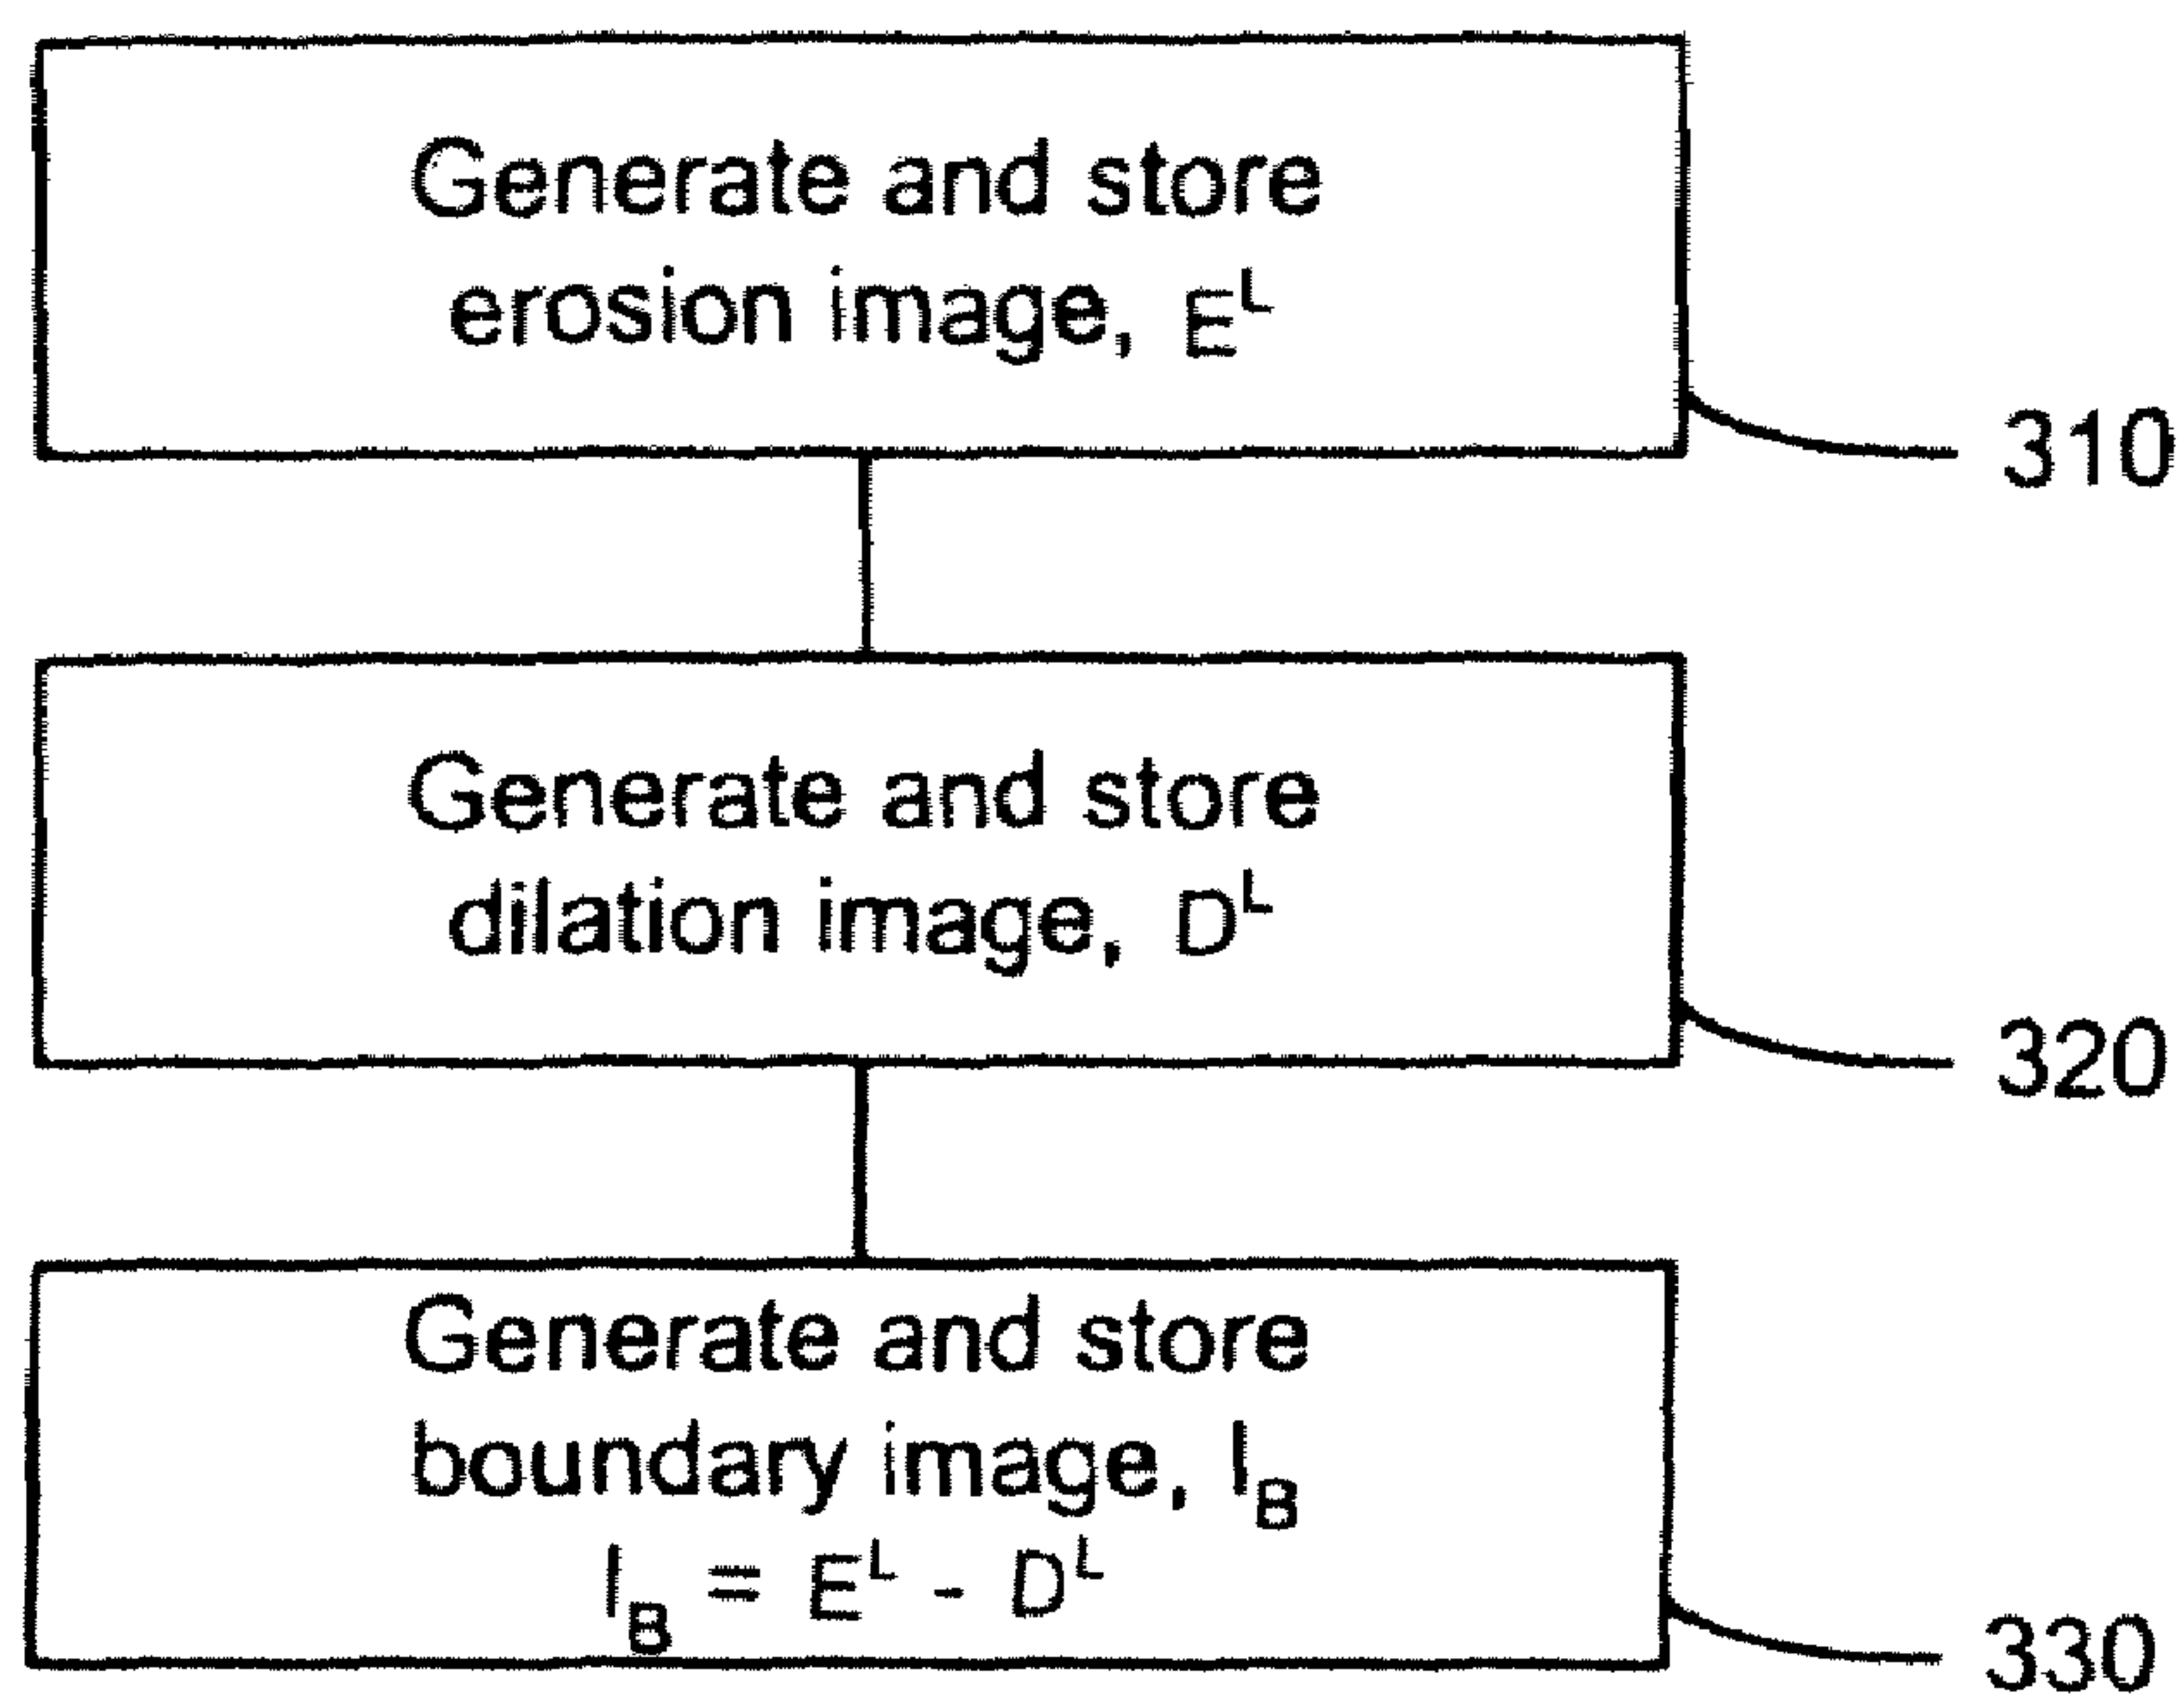 Generate and store
erosion image, E^L
310
Generate and store
dilation image, D^L
320
Generate and store
boundary image, I_B
I_B = E^L - D^L
330